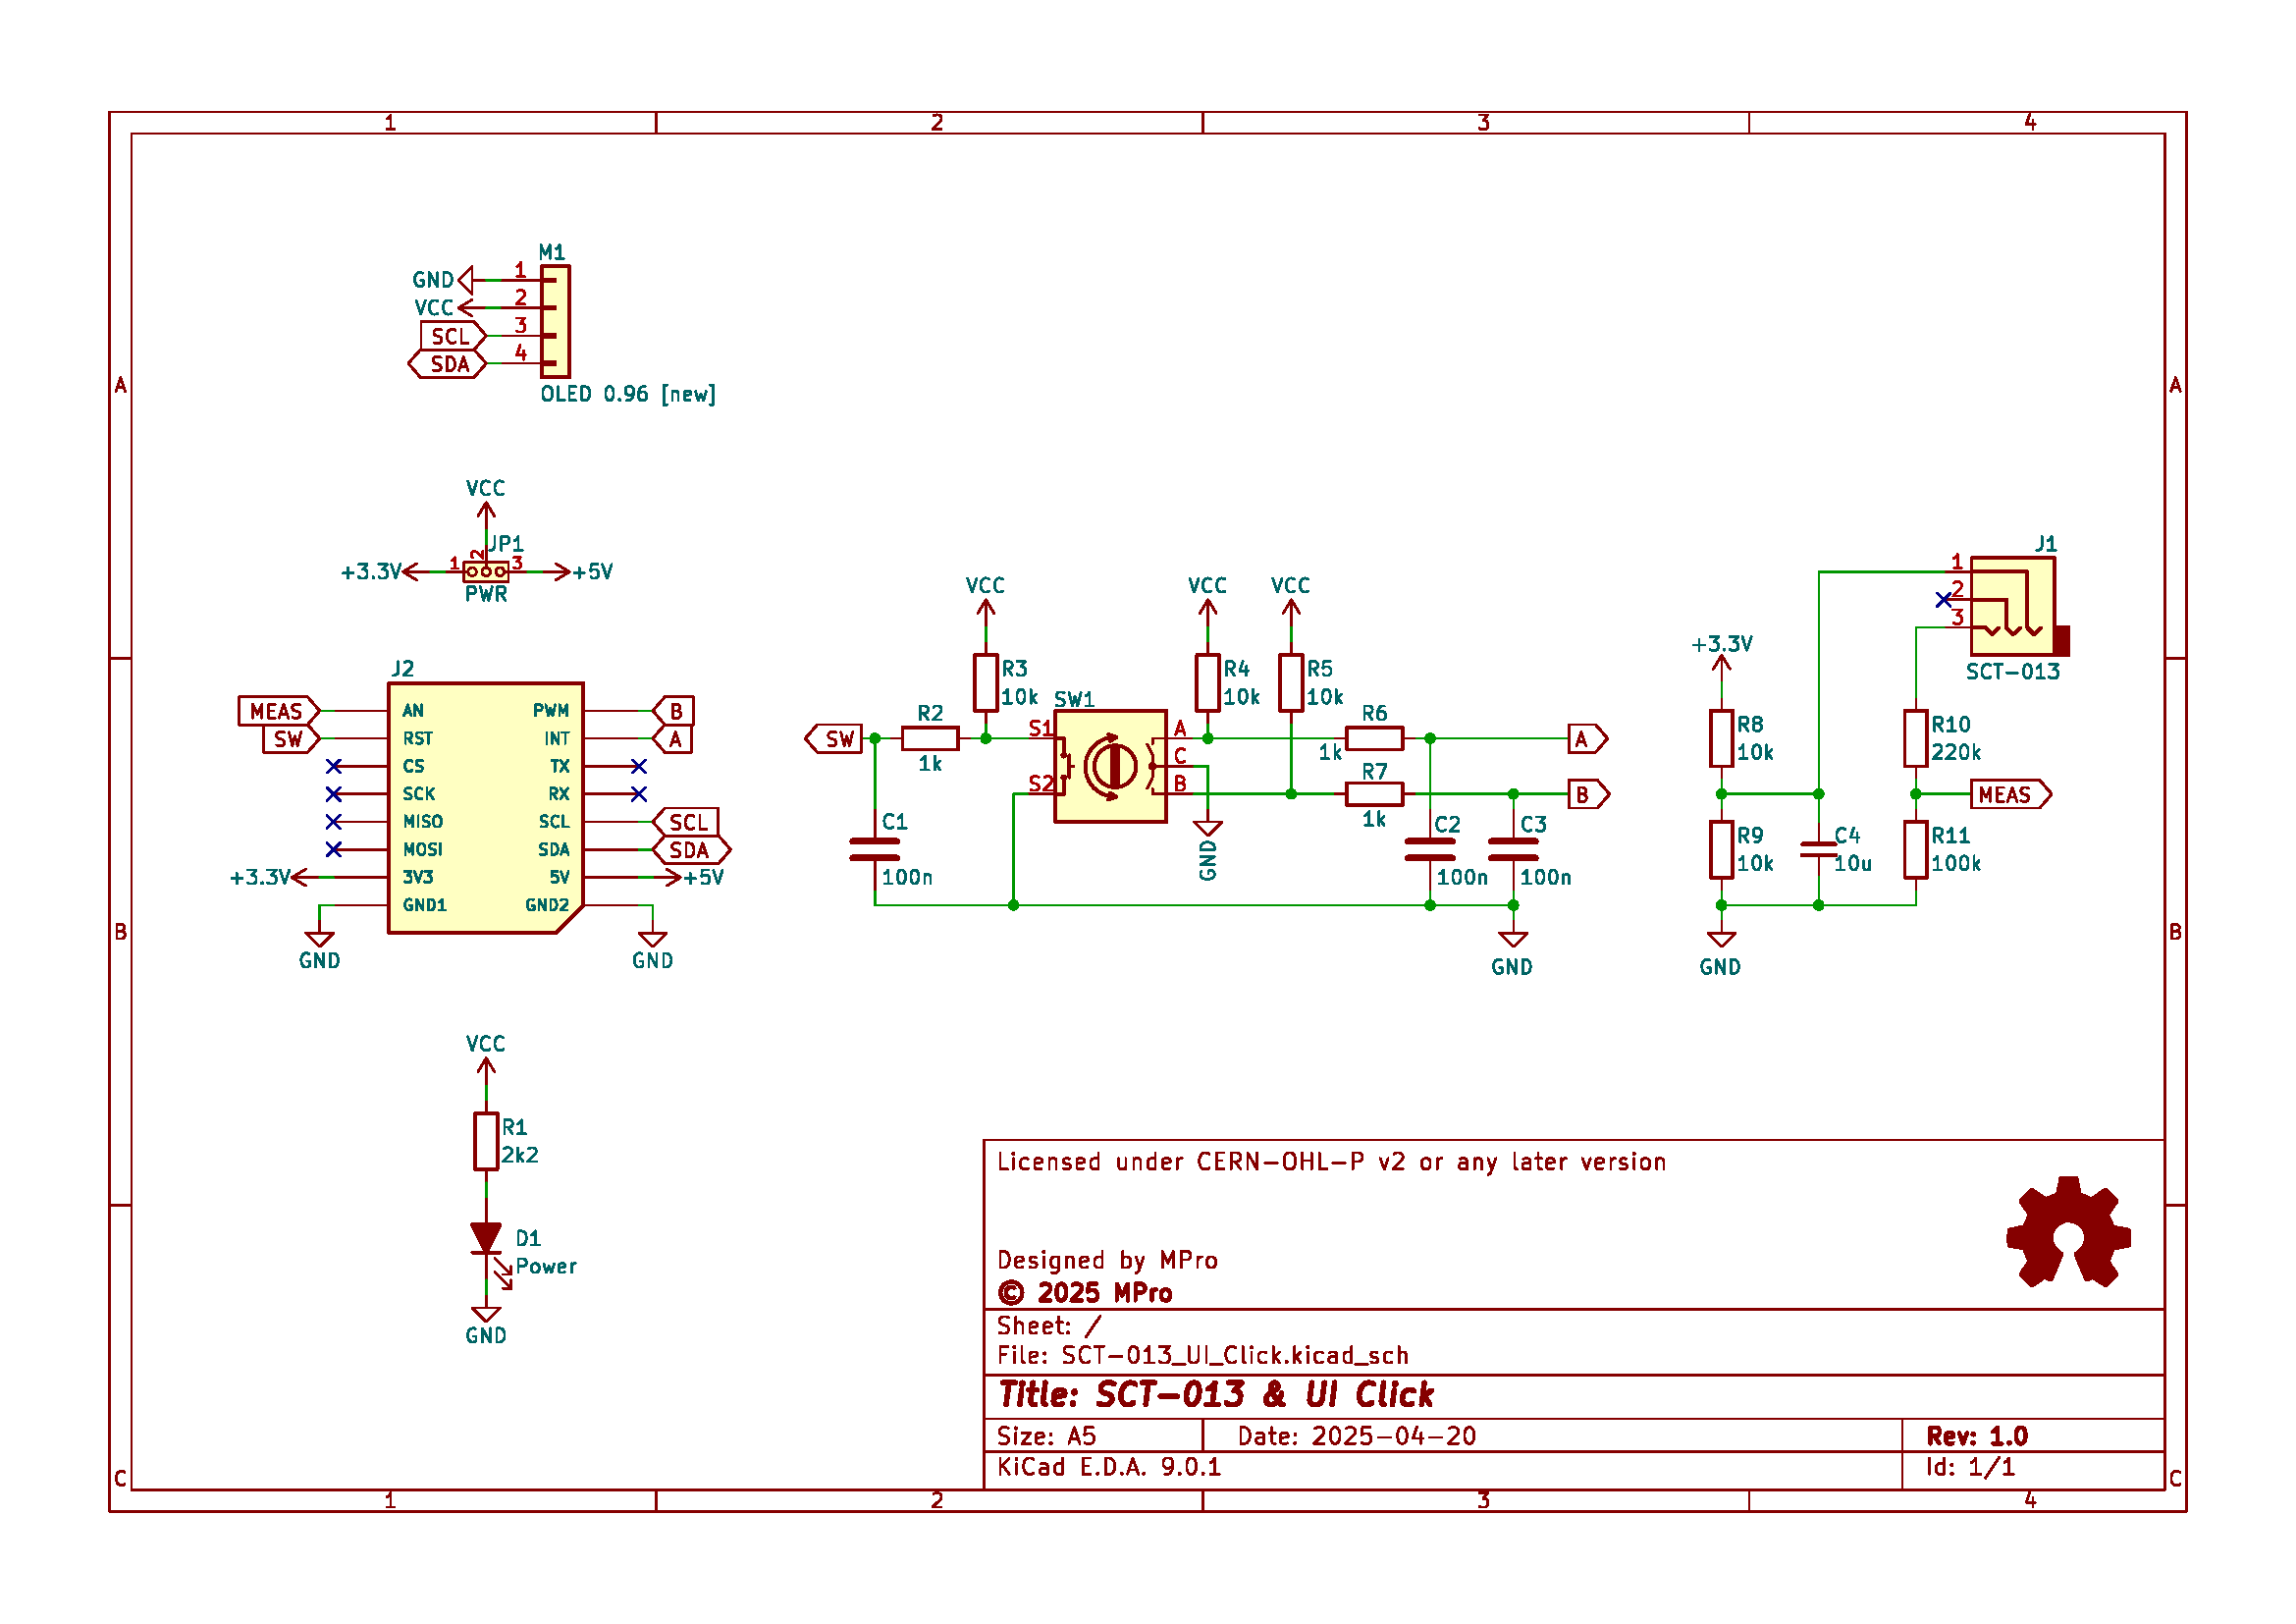 1 2 3 4
A A
B B
C C
M1
GND 1
VCC 2
SCL 3
SDA 4
OLED 0.96 [new]
VCC
JP1
+3.3V 1 2 3 +5V
PWR
J2
MEAS AN PWM B
SW RST INT A
CS TX
SCK RX
MISO SCL SCL
MOSI SDA SDA
+3.3V 3V3 5V +5V
GND1 GND2
GND GND
VCC
R1
2k2
D1
Power
GND
VCC VCC VCC
R3 R4 R5
10k 10k 10k
SW1
SW R2 S1 A R6 A
1k C 1k
S2 B R7 B
1k
C1 C2 C3
GND
100n 100n 100n
GND
J1
1
2
3
SCT-013
+3.3V
R8 R10
10k 220k
MEAS
R9 C4 R11
10k 10u 100k
GND
Licensed under CERN-OHL-P v2 or any later version
Designed by MPro
© 2025 MPro
Sheet: /
File: SCT-013_UI_Click.kicad_sch
Title: SCT-013 & UI Click
Size: A5 Date: 2025-04-20 Rev: 1.0
KiCad E.D.A. 9.0.1 Id: 1/1
1 2 3 4